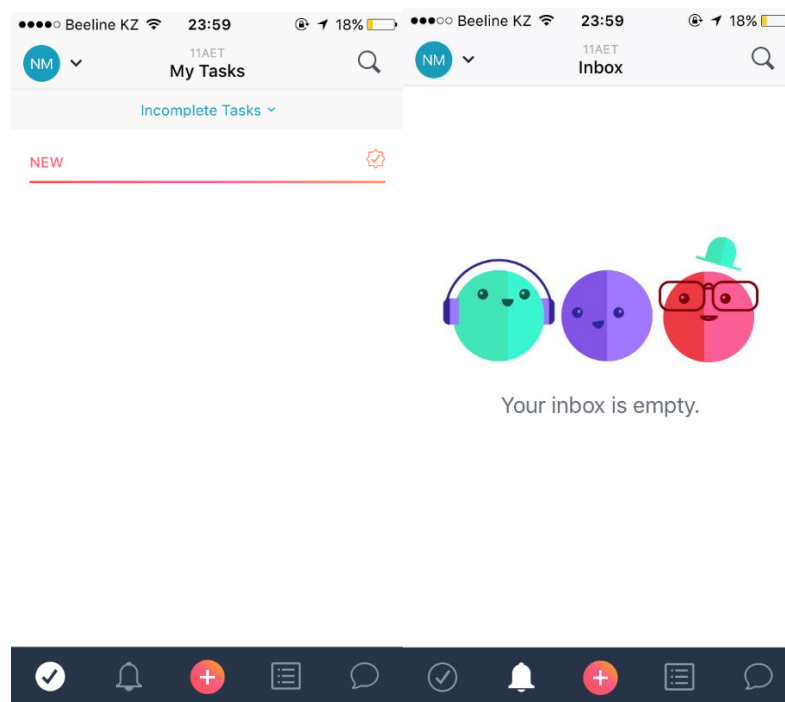 Beeline KZ 23:59 18%
NM
11AET
My Tasks
Incomplete Tasks
NEW
Beeline KZ 23:59 18%
NM
11AET
Inbox
Your inbox is empty.